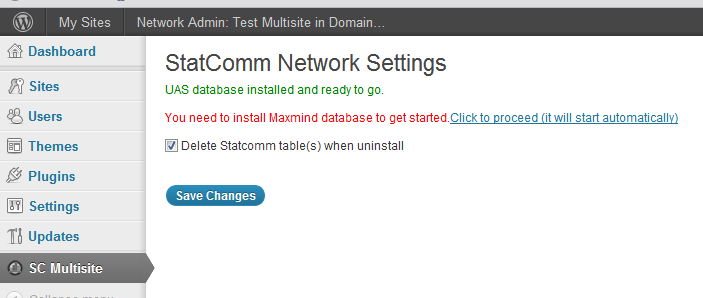 My Sites
Network Admin: Test Multisite in Domain...
Dashboard
Sites
Users
Themes
Plugins
Settings
Updates
SC Multisite
Collapse menu
StatComm Network Settings
UAS database installed and ready to go.
You need to install Maxmind database to get started.Click to proceed (it will start automatically)
Delete Statcomm table(s) when uninstall
Save Changes